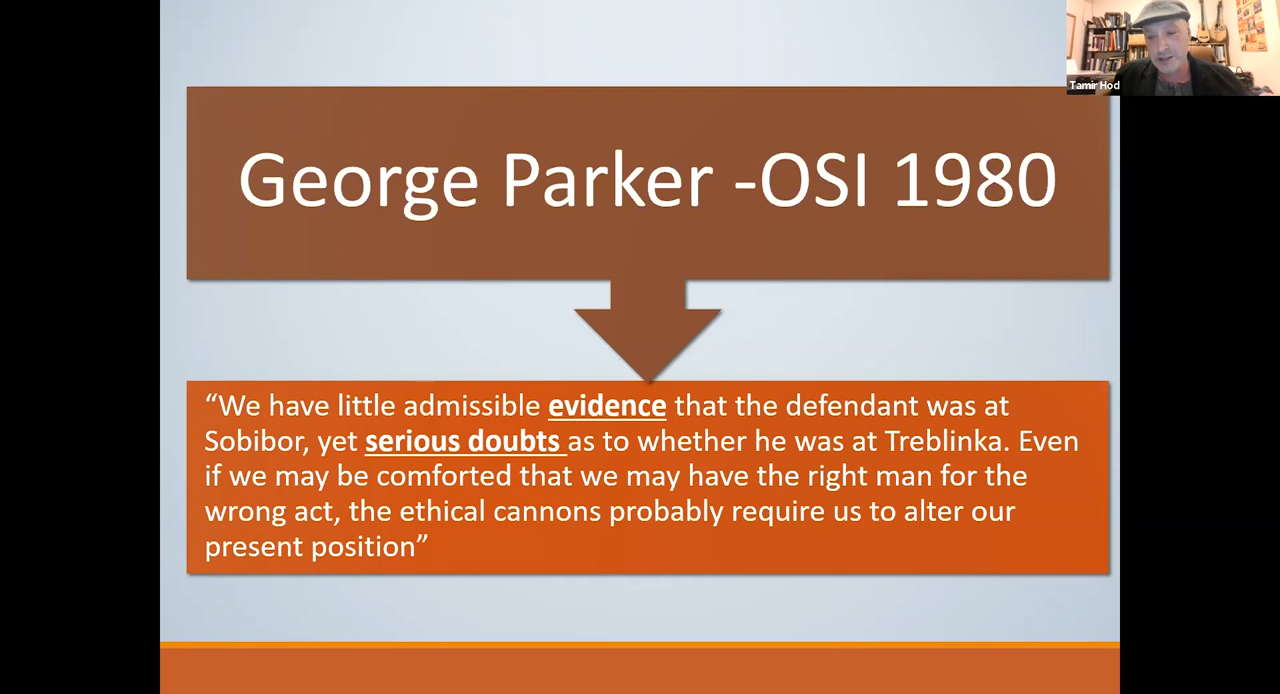 Tamir Hod
George Parker -OSI 1980
“We have little admissible evidence that the defendant was at
Sobibor, yet serious doubts as to whether he was at Treblinka. Even
if we may be comforted that we may have the right man for the
wrong act, the ethical cannons probably require us to alter our
present position”